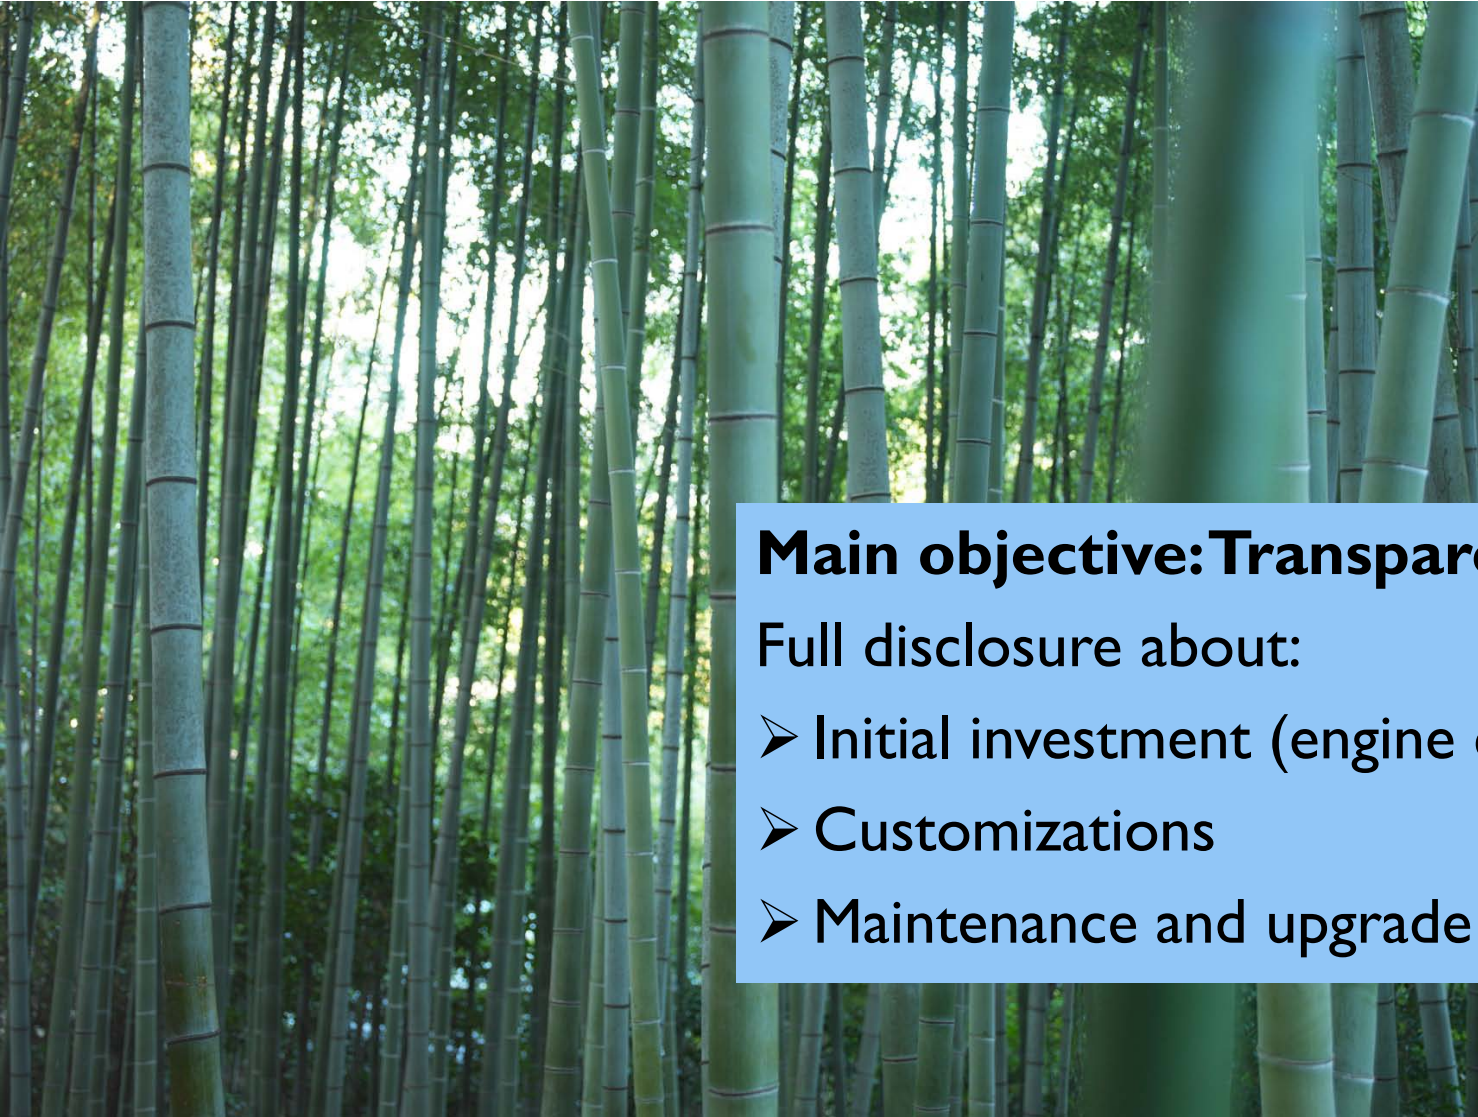 Main objective: Transpar
Full disclosure about:
➢ Initial investment (engine
➢ Customizations
➢ Maintenance and upgrade